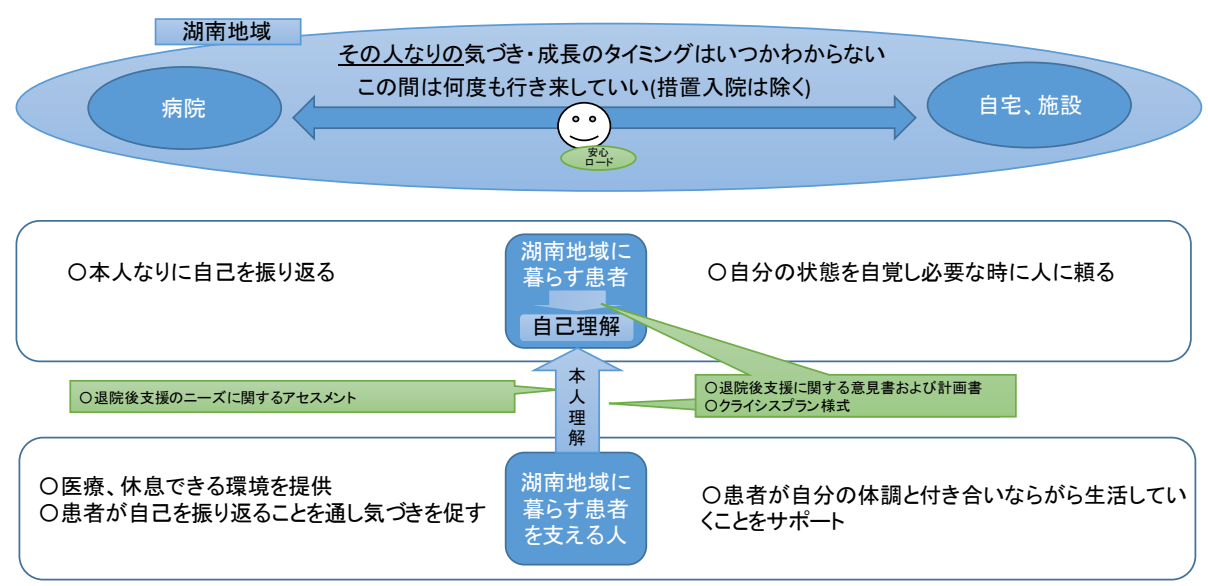 湖南地域
その人なりの気づき・成長のタイミングはいつかわからない
この間は何度も行き来していい(措置入院は除く)
病院
自宅、施設
安心
ロード
〇本人なりに自己を振り返る
湖南地域に
暮らす患者
自己理解
〇自分の状態を自覚し必要な時に人に頼る
本人理解
〇退院後支援のニーズに関するアセスメント
〇退院後支援に関する意見書および計画書
〇クライシスプラン様式
〇医療、休息できる環境を提供
〇患者が自己を振り返ることを通し気づきを促す
湖南地域に
暮らす患者
を支える人
〇患者が自分の体調と付き合いながら生活してい
くことをサポート